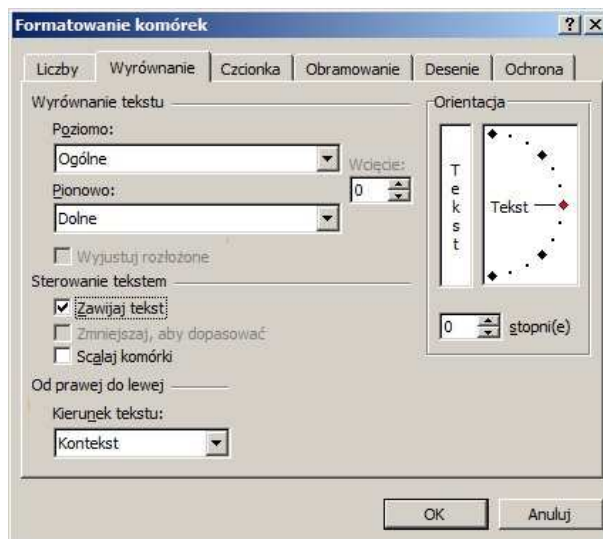 Formatowanie komórek
Liczby Wyrównanie Czcionka Obramowanie Desenie Ochrona
Wyrównanie tekstu
Poziomo:
Ogólne
Wcięcie:
Pionowo:
0
Dolne
Wyjustuj rozłożone
Sterowanie tekstem
Zawijaj tekst
Zmniejszaj, aby dopasować
Scalaj komórki
Od prawej do lewej
Kierunek tekstu:
Kontekst
Orientacja
Tekst
Tekst
0 stopni(e)
OK Anuluj